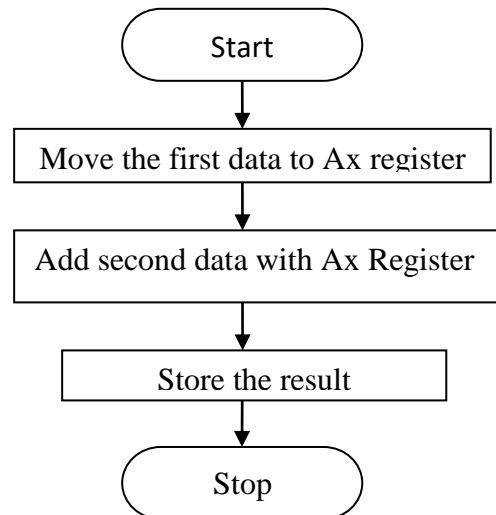 Start
Move the first data to Ax register
Add second data with Ax Register
Store the result
Stop